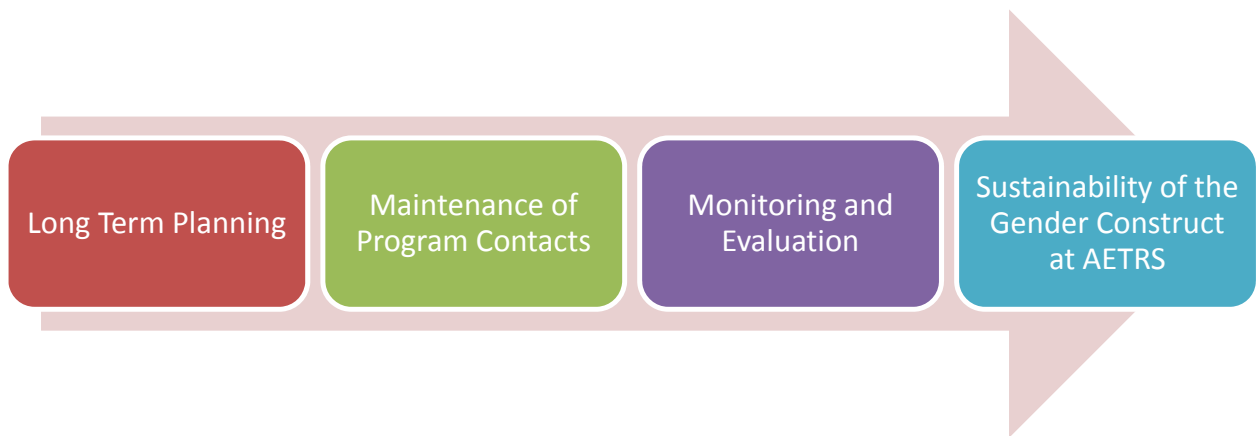 Long Term Planning
Maintenance of
Program Contacts
Monitoring and
Evaluation
Sustainability of the
Gender Construct
at AETRS